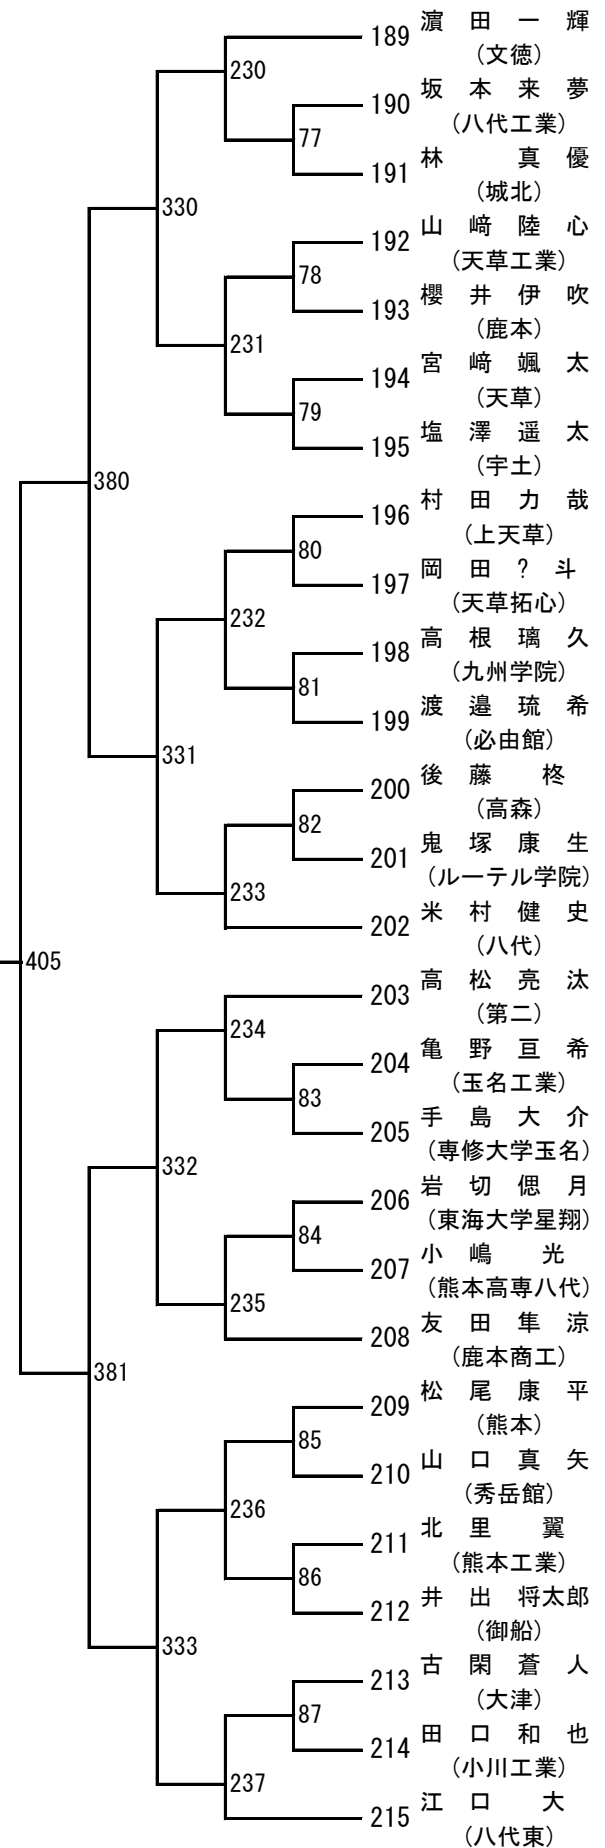 189 濵田一輝
(文徳)
230
190 坂本来夢
(八代工業)
77
191 林 真優
(城北)
330
192 山﨑陸心
(天草工業)
78
193 櫻井伊吹
(鹿本)
231
194 宮﨑颯太
(天草)
79
195 塩澤遥太
(宇土)
380
196 村田力哉
(上天草)
80
197 岡田?斗
(天草拓心)
232
198 高根璃久
(九州学院)
81
199 渡邉琉希
(必由館)
331
200 後藤 柊
(高森)
82
201 鬼塚康生
(ルーテル学院)
233
202 米村健史
(八代)
405
203 高松亮汰
(第二)
234
204 亀野亘希
(玉名工業)
83
205 手島大介
(専修大学玉名)
332
206 岩切偲月
(東海大学星翔)
84
207 小嶋 光
(熊本高専八代)
235
208 友田隼涼
(鹿本商工)
381
209 松尾康平
(熊本)
85
210 山口真矢
(秀岳館)
236
211 北里 翼
(熊本工業)
86
212 井出将太郎
(御船)
333
213 古閑蒼人
(大津)
87
214 田口和也
(小川工業)
237
215 江口 大
(八代東)